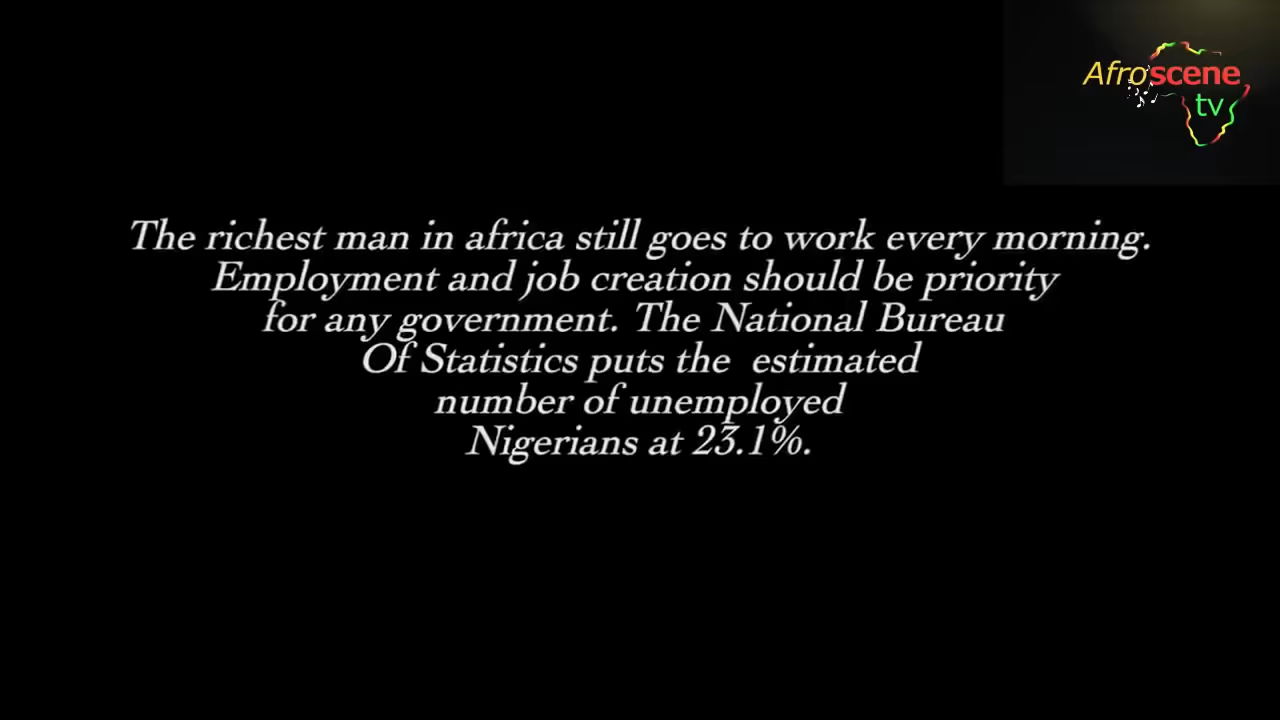 Afroscene
tv
The richest man in africa still goes to work every morning.
Employment and job creation should be priority
for any government. The National Bureau
Of Statistics puts the estimated
number of unemployed
Nigerians at 23.1%.